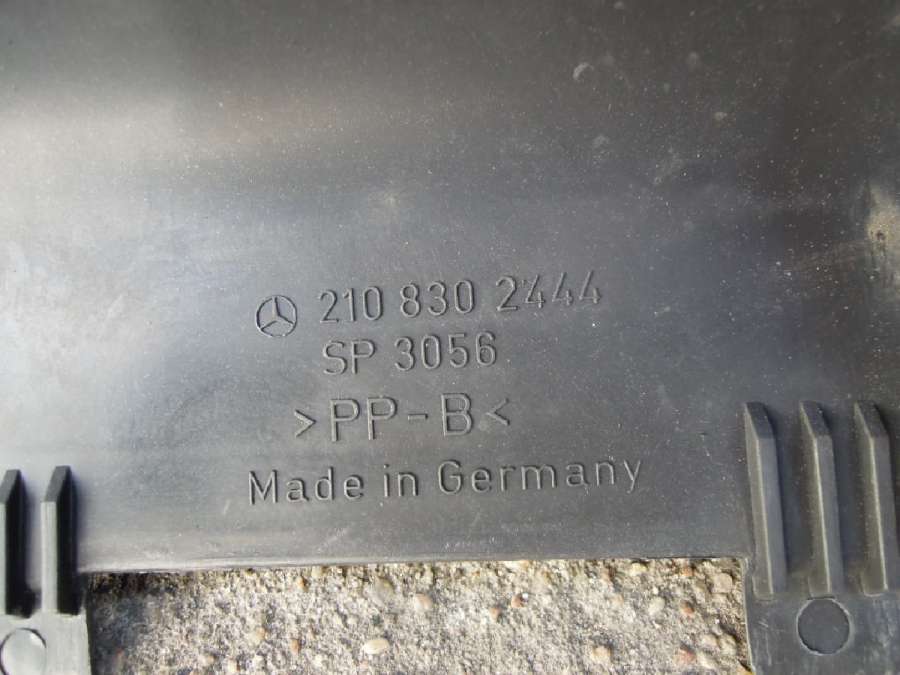 210 830 2444
SP 3056
>PP-B<
Made in Germany